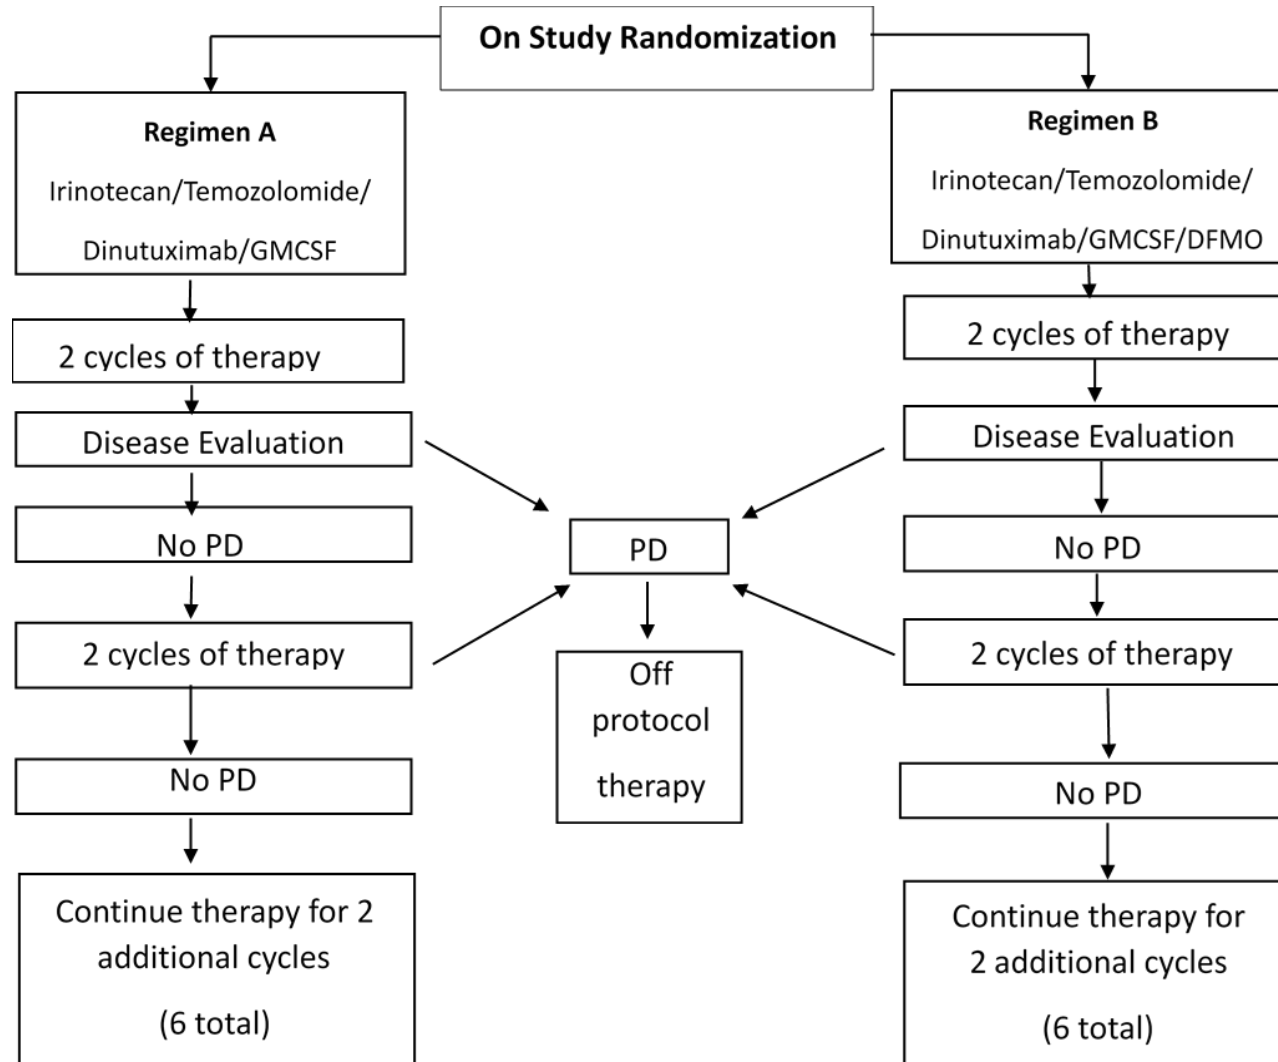 On Study Randomization
Regimen A
Irinotecan/Temozolomide/
Dinutuximab/GMCSF
2 cycles of therapy
Disease Evaluation
No PD
2 cycles of therapy
No PD
Continue therapy for 2
additional cycles
(6 total)
PD
Off
protocol
therapy
Regimen B
Irinotecan/Temozolomide/
Dinutuximab/GMCSF/DFMO
2 cycles of therapy
Disease Evaluation
No PD
2 cycles of therapy
No PD
Continue therapy for
2 additional cycles
(6 total)